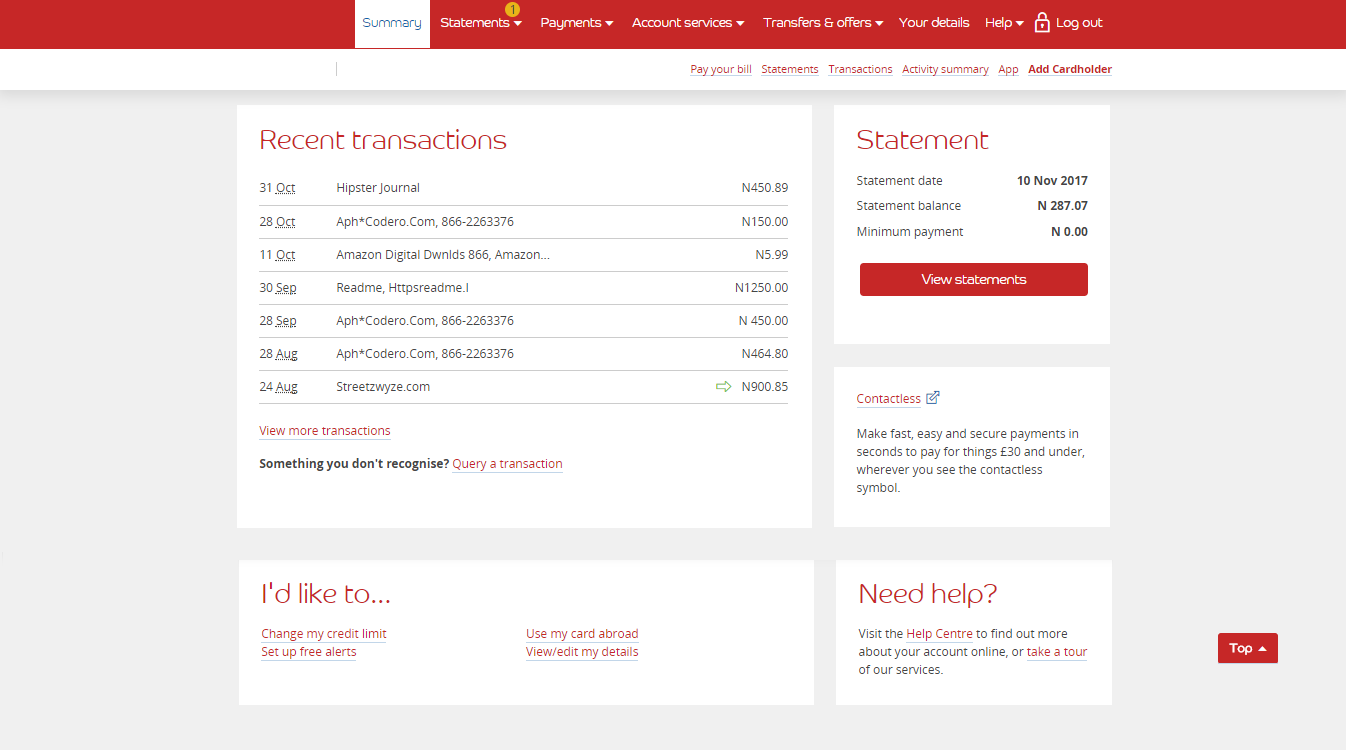 Summary Statements 1 Payments Account services Transfers & offers Your details Help Log out
Pay your bill Statements Transactions Activity summary App Add Cardholder
Recent transactions
31 Oct Hipster Journal N450.89
28 Oct Aph*Codero.Com, 866-2263376 N150.00
11 Oct Amazon Digital Dwnlds 866, Amazon... N5.99
30 Sep Readme, Httpsreadme.I N1250.00
28 Sep Aph*Codero.Com, 866-2263376 N 450.00
28 Aug Aph*Codero.Com, 866-2263376 N464.80
24 Aug Streetzwyze.com N900.85
View more transactions
Something you don't recognise? Query a transaction
Statement
Statement date 10 Nov 2017
Statement balance N 287.07
Minimum payment N 0.00
View statements
Contactless
Make fast, easy and secure payments in
seconds to pay for things £30 and under,
wherever you see the contactless
symbol.
I'd like to...
Change my credit limit Use my card abroad
Set up free alerts View/edit my details
Need help?
Visit the Help Centre to find out more
about your account online, or take a tour
of our services.
Top